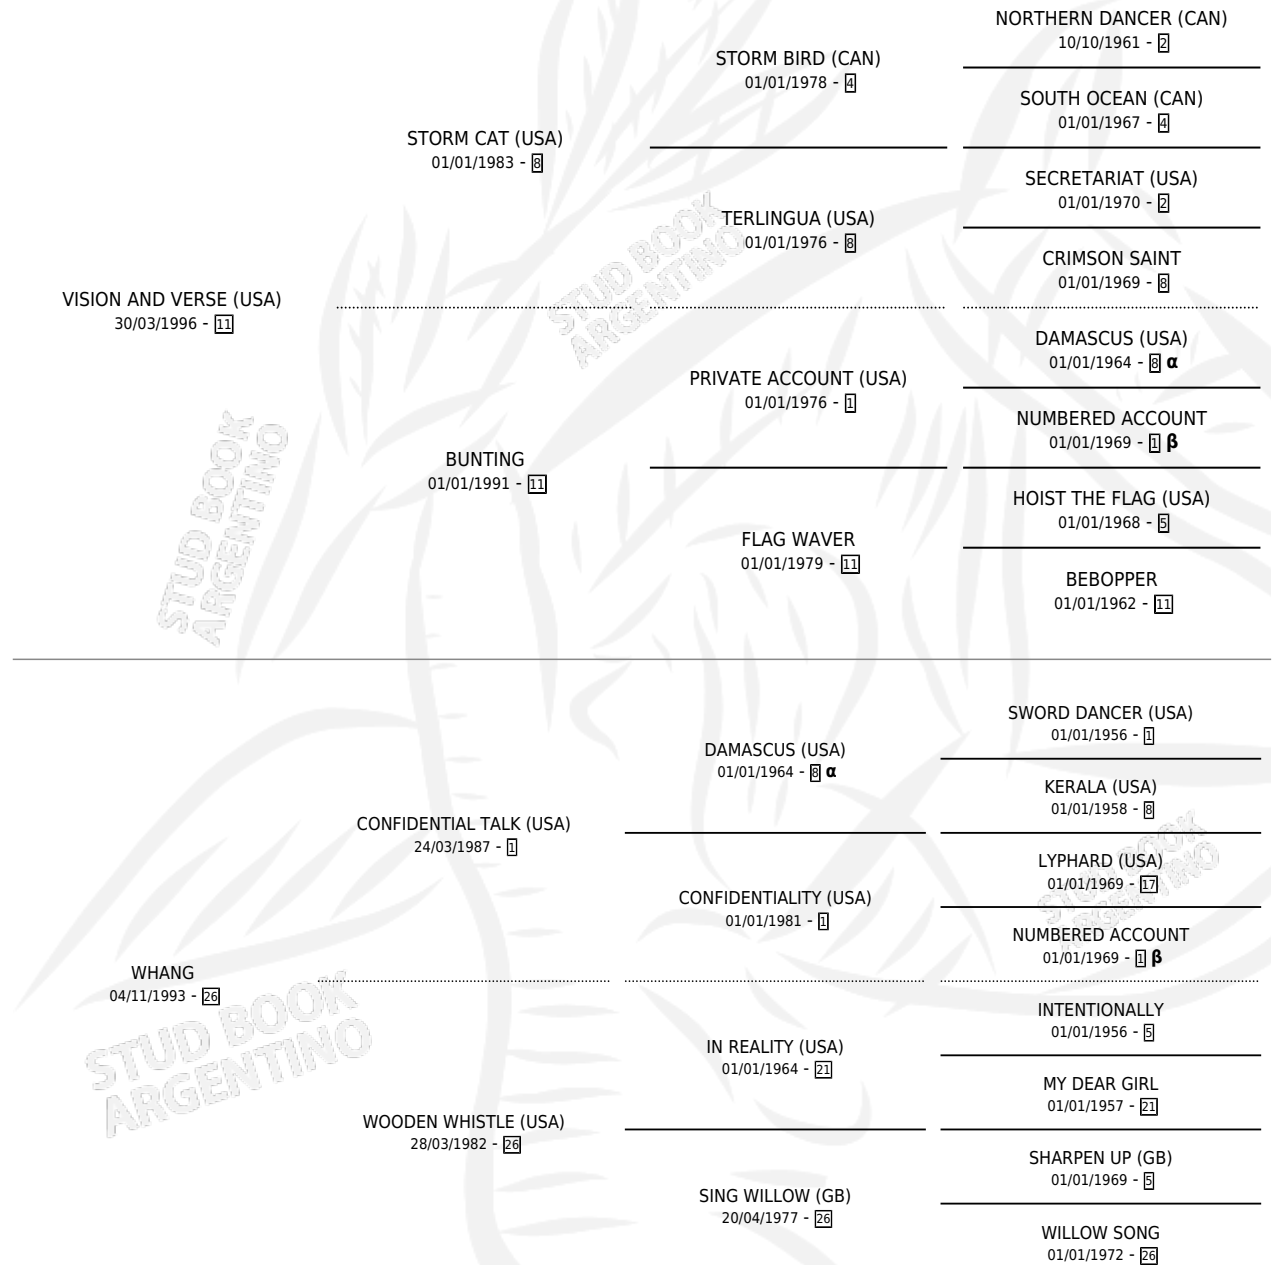 NORTHERN DANCER (CAN)
10/10/1961 - 2
STORM BIRD (CAN)
01/01/1978 - 4
SOUTH OCEAN (CAN)
01/01/1967 - 4
STORM CAT (USA)
01/01/1983 - 8
SECRETARIAT (USA)
01/01/1970 - 2
TERLINGUA (USA)
01/01/1976 - 8
CRIMSON SAINT
01/01/1969 - 8
VISION AND VERSE (USA)
30/03/1996 - 11
DAMASCUS (USA)
01/01/1964 - 8 α
PRIVATE ACCOUNT (USA)
01/01/1976 - 1
NUMBERED ACCOUNT
01/01/1969 - 1 β
BUNTING
01/01/1991 - 11
HOIST THE FLAG (USA)
01/01/1968 - 5
FLAG WAVER
01/01/1979 - 11
BEBOPPER
01/01/1962 - 11
SWORD DANCER (USA)
01/01/1956 - 1
DAMASCUS (USA)
01/01/1964 - 8 α
KERALA (USA)
01/01/1958 - 8
CONFIDENTIAL TALK (USA)
24/03/1987 - 1
LYPHARD (USA)
01/01/1969 - 17
CONFIDENTIALITY (USA)
01/01/1981 - 1
NUMBERED ACCOUNT
01/01/1969 - 1 β
WHANG
04/11/1993 - 26
INTENTIONALLY
01/01/1956 - 5
IN REALITY (USA)
01/01/1964 - 21
MY DEAR GIRL
01/01/1957 - 21
WOODEN WHISTLE (USA)
28/03/1982 - 26
SHARPEN UP (GB)
01/01/1969 - 5
SING WILLOW (GB)
20/04/1977 - 26
WILLOW SONG
01/01/1972 - 26
STUD BOOK
ARGENTINO
STUD BOOK
ARGENTINO
STUD BOOK
ARGENTINO
STUD BOOK
ARGENTINO